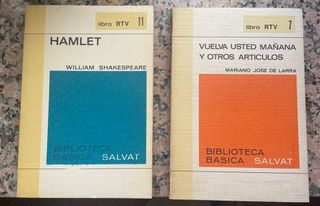 libro RTV 11
HAMLET
WILLIAM SHAKESPEARE
BIBLIOTECA
BASICA SALVAT
libro RTV 7
VUELVA USTED MAÑANA
Y OTROS ARTICULOS
MARIANO JOSE DE LARRA
BIBLIOTECA
BASICA SALVAT